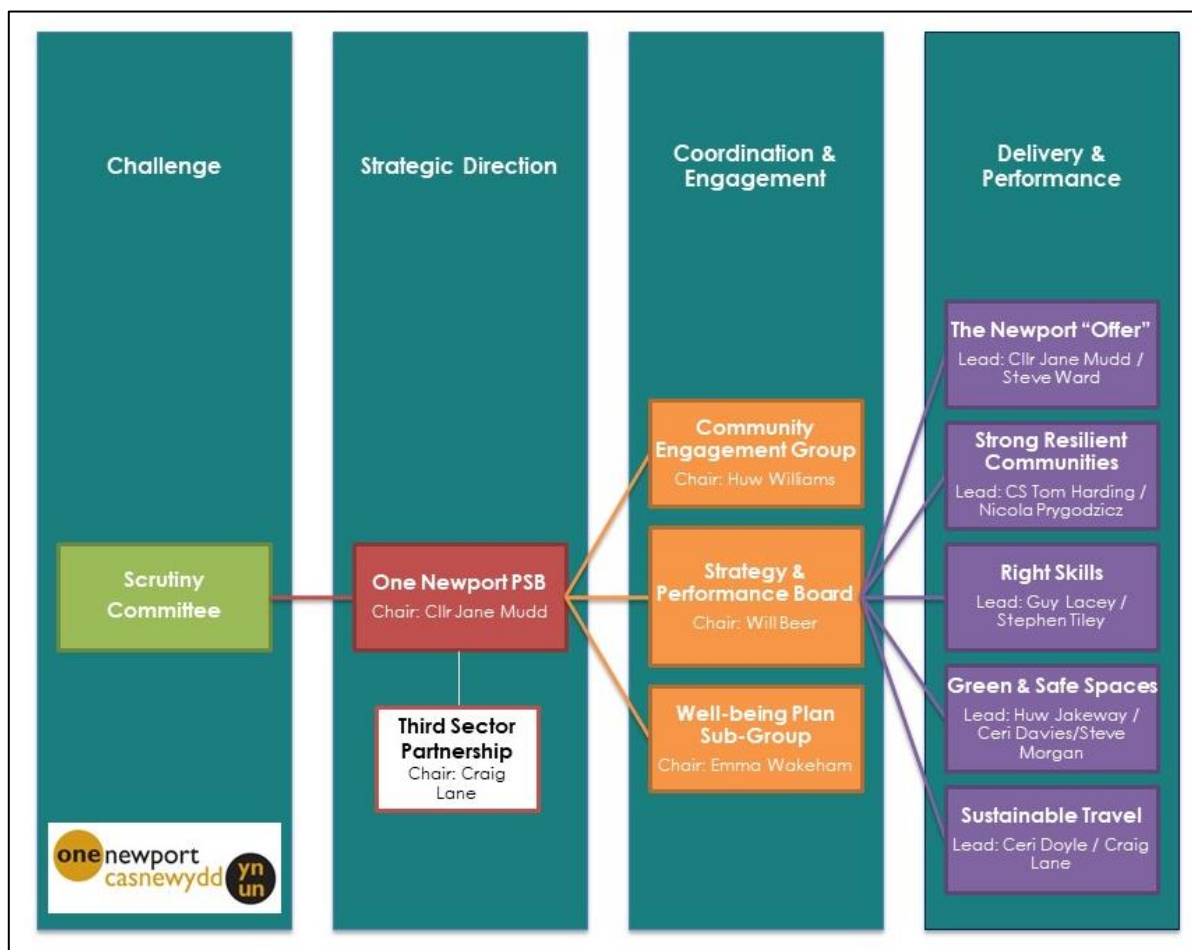 Challenge
Scrutiny
Committee
one newport
casnewydd
yn
un
Strategic Direction
One Newport PSB
Chair: Cllr Jane Mudd
Third Sector
Partnership
Chair: Craig
Lane
Coordination &
Engagement
Community
Engagement Group
Chair: Huw Williams
Strategy &
Performance Board
Chair: Will Beer
Well-being Plan
Sub-Group
Chair: Emma Wakeham
Delivery &
Performance
The Newport “Offer”
Lead: Cllr Jane Mudd /
Steve Ward
Strong Resilient
Communities
Lead: CS Tom Harding /
Nicola Prygodzicz
Right Skills
Lead: Guy Lacey /
Stephen Tiley
Green & Safe Spaces
Lead: Huw Jakeway /
Ceri Davies/Steve
Morgan
Sustainable Travel
Lead: Ceri Doyle / Craig
Lane